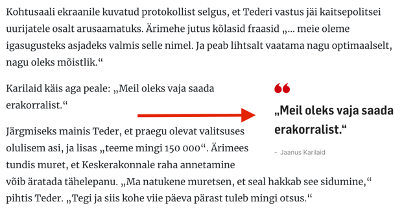 Kohtusaali ekraanile kuvatud protokollist selgus, et Tederi vastus jäi kaitsepolitsei
uurijatele osalt arusaamatuks. Ärimehe jutus kõlasid fraasid „... meie oleme
igasugusteks asjadeks valmis selle nimel. Ja peab lihtsalt vaatama nagu optimaalselt,
nagu oleks mõistlik.“
Karilaid käis aga peale: „Meil oleks vaja saada
erakorralist.“
Järgmiseks mainis Teder, et praegu olevat valitsuses
olulisem asi, ja lisas „teeme mingi 150 000“. Ärimees
tundis muret, et Keskerakonnale raha annetamine
võib äratada tähelepanu. „Ma natukene muretsen, et seal hakkab see sidumine,“
pihtis Teder. „Tegi ja siis kohe viie päeva pärast tuleb mingi otsus.“
„Meil oleks vaja saada
erakorralist.“
- Jaanus Karilaid